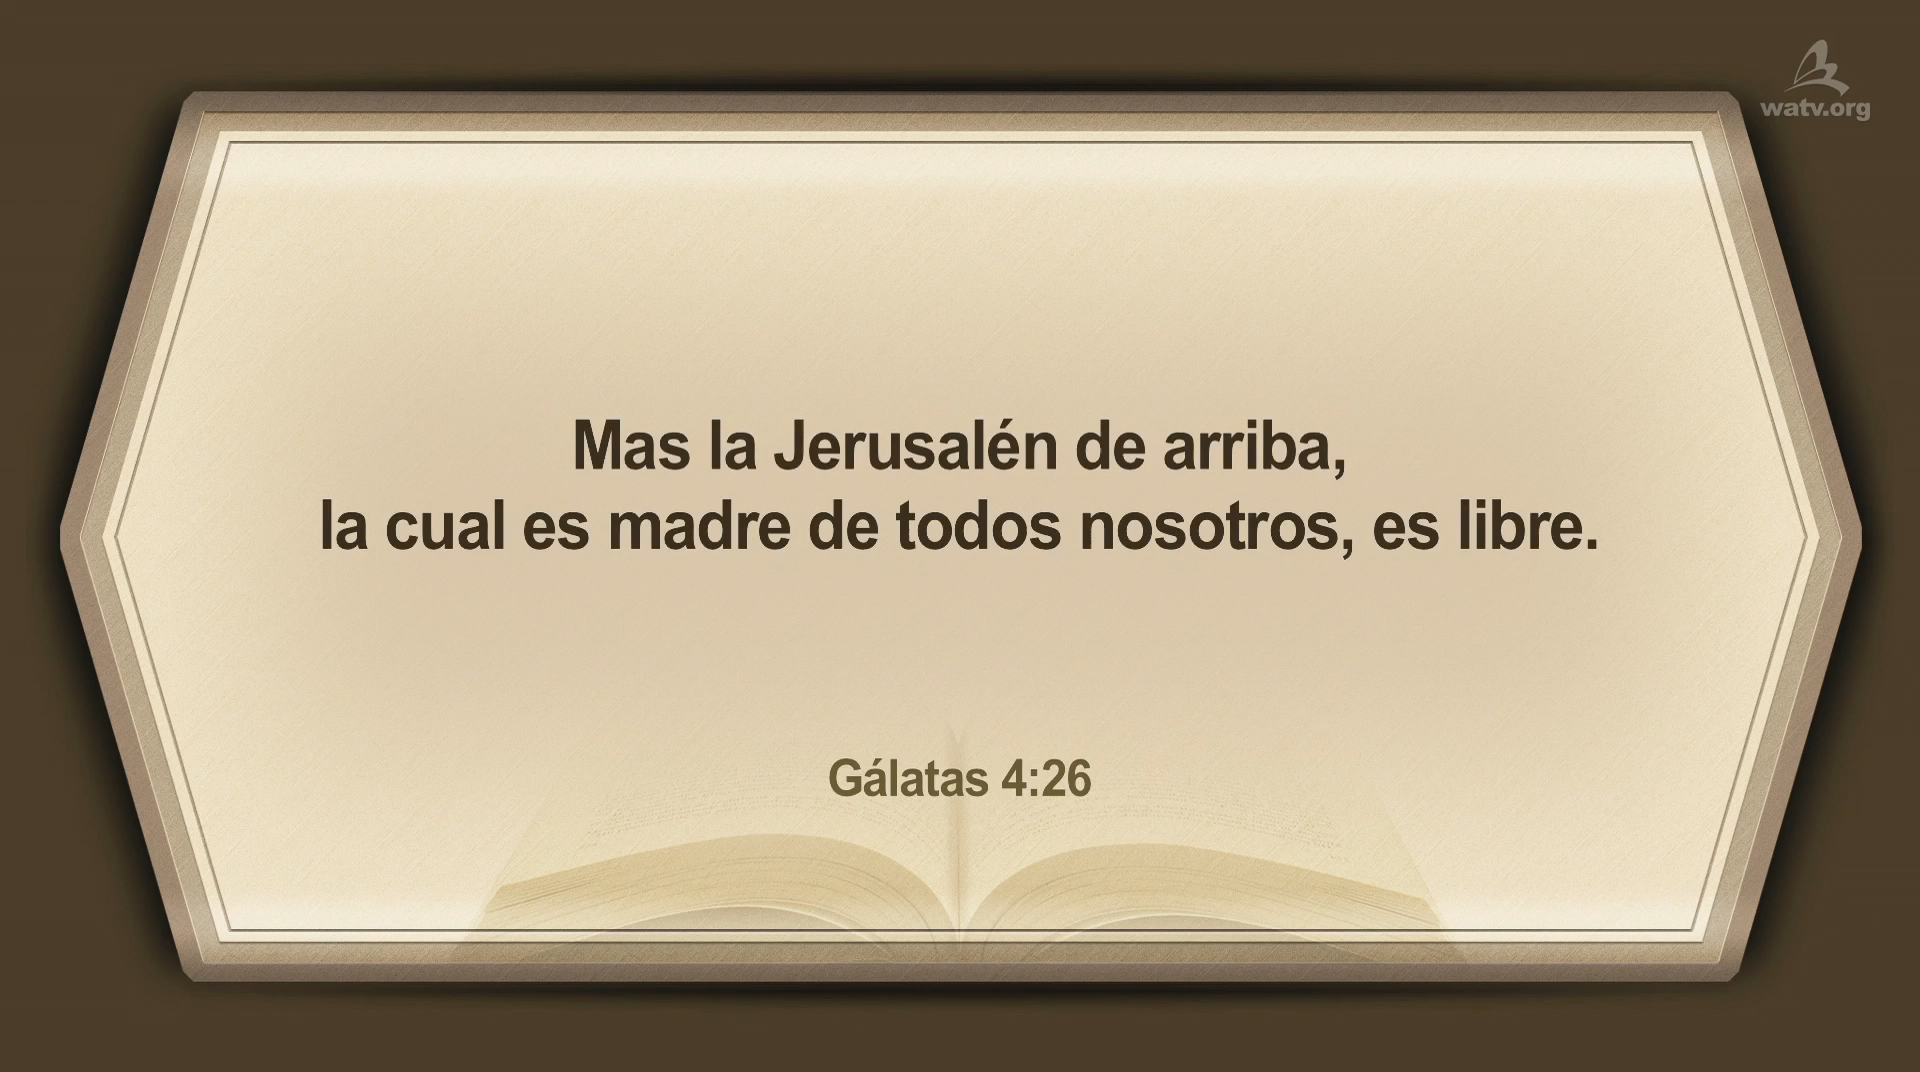 watv.org
Mas la Jerusalén de arriba,
la cual es madre de todos nosotros, es libre.
Gálatas 4:26